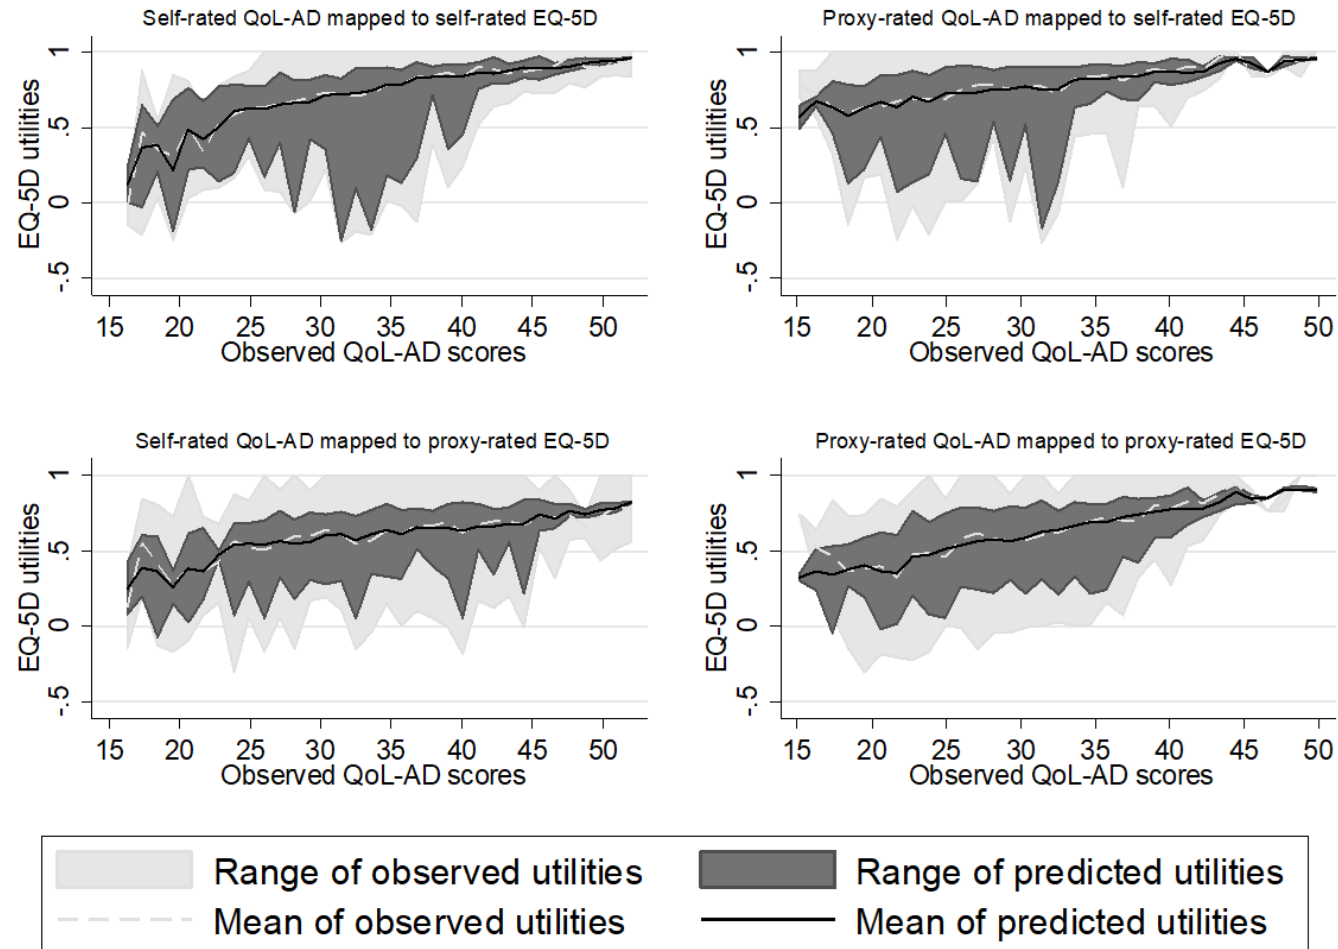 Self-rated QoL-AD mapped to self-rated EQ-5D
EQ-5D utilities
1
.5
0
-.5
15 20 25 30 35 40 45 50
Observed QoL-AD scores
Proxy-rated QoL-AD mapped to self-rated EQ-5D
EQ-5D utilities
1
.5
0
-.5
15 20 25 30 35 40 45 50
Observed QoL-AD scores
Self-rated QoL-AD mapped to proxy-rated EQ-5D
EQ-5D utilities
1
.5
0
-.5
15 20 25 30 35 40 45 50
Observed QoL-AD scores
Proxy-rated QoL-AD mapped to proxy-rated EQ-5D
EQ-5D utilities
1
.5
0
-.5
15 20 25 30 35 40 45 50
Observed QoL-AD scores
Range of observed utilities
Range of predicted utilities
Mean of observed utilities
Mean of predicted utilities